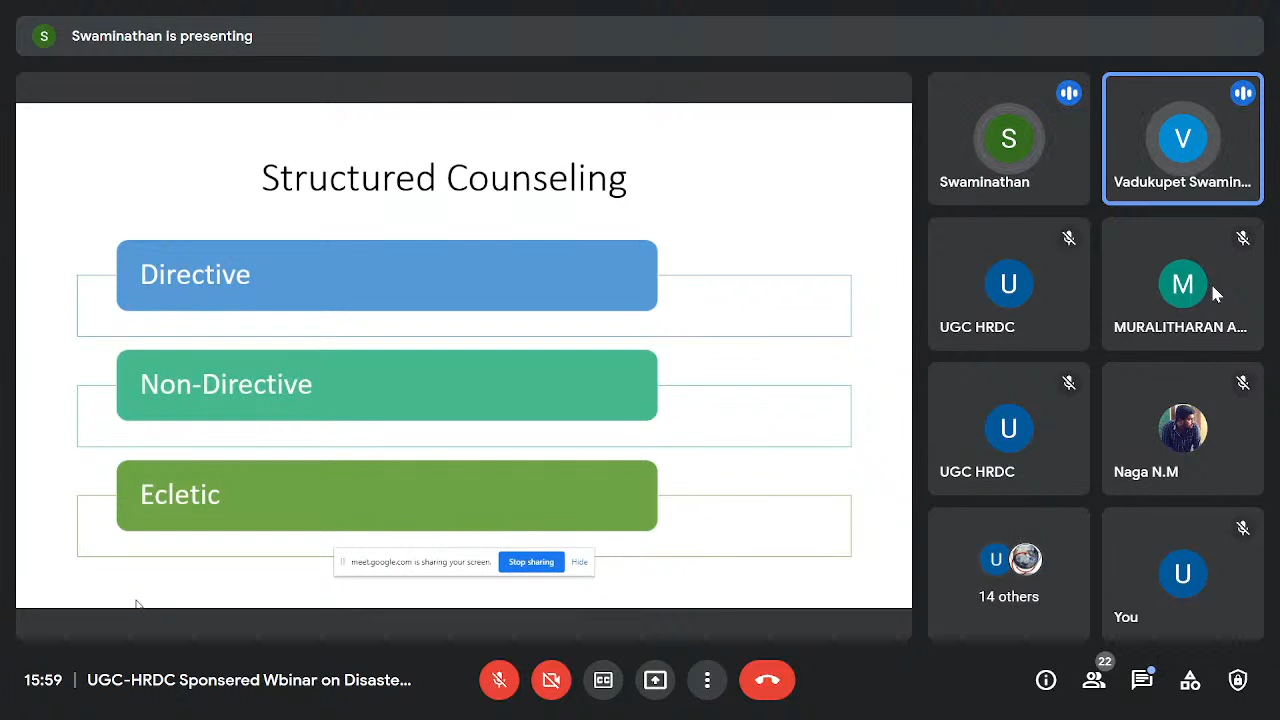 S
Swaminathan is presenting
Structured Counseling
Directive
Non-Directive
Ecletic
meet.google.com is sharing your screen.
Stop sharing
Hide
S
Swaminathan
V
Vadukupet Swamin...
U
UGC HRDC
M
MURALITHARAN A...
U
UGC HRDC
Naga N.M
U
14 others
U
You
15:59 | UGC-HRDC Sponsered Wbinar on Disaste...
CC
22